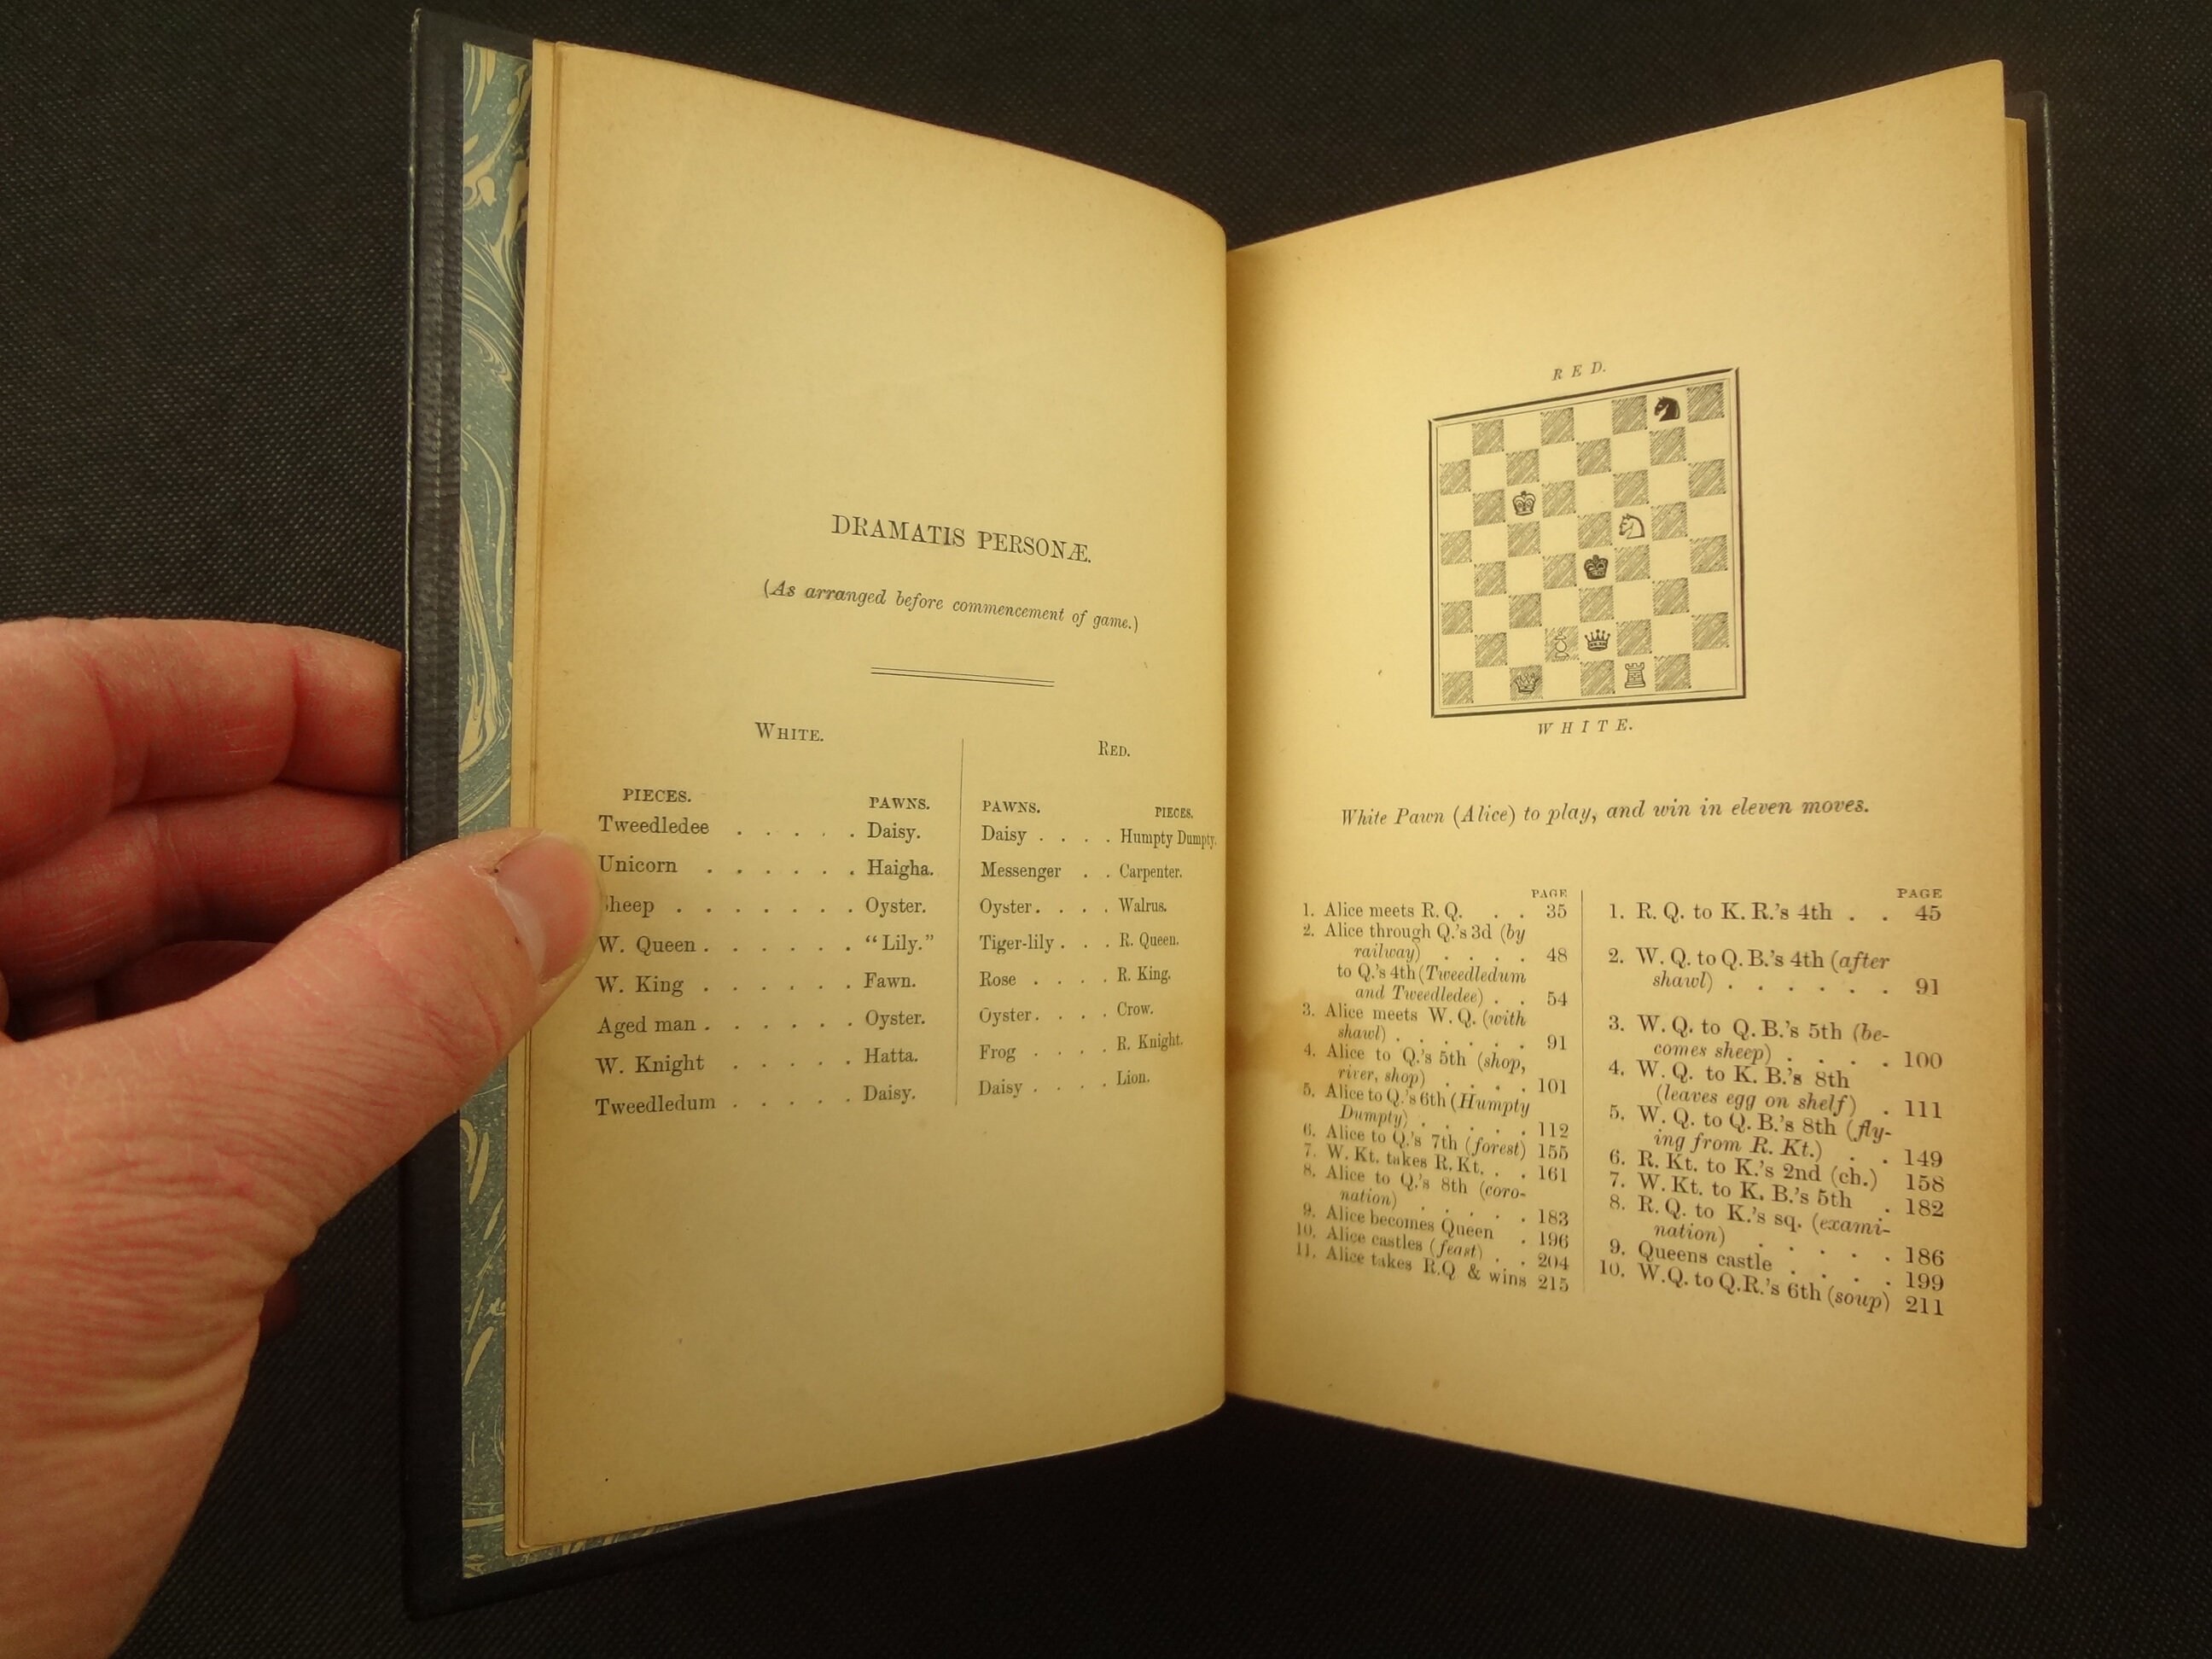 DRAMATIS PERSONÆ.
(As arranged before commencement of game.)
WHITE.
PIECES. PAWNS.
Tweedledee . . . . . Daisy.
Unicorn . . . . . . Haigha.
heep . . . . . . . Oyster.
W. Queen . . . . . . "Lily."
W. King . . . . . . Fawn.
Aged man . . . . . . Oyster.
W. Knight . . . . . Hatta.
Tweedledum . . . . . Daisy.
RED.
PAWNS. PIECES.
Daisy . . . . Humpty Dumpty.
Messenger . . Carpenter.
Oyster . . . . Walrus.
Tiger-lily . . . R. Queen.
Rose . . . . R. King.
Oyster . . . . Crow.
Frog . . . . R. Knight.
Daisy . . . . Lion.
RED.
WHITE.
White Pawn (Alice) to play, and win in eleven moves.
PAGE
1. Alice meets R. Q. . . 35
2. Alice through Q.'s 3d (by
railway) . . . . 48
to Q.'s 4th (Tweedledum
and Tweedledee) . . 54
3. Alice meets W. Q. (with
shawl) . . . . . . 91
4. Alice to Q.'s 5th (shop,
river, shop) . . . . 101
5. Alice to Q.'s 6th (Humpty
Dumpty) . . . . . 112
6. Alice to Q.'s 7th (forest) 155
7. W. Kt. takes R. Kt. . . 161
8. Alice to Q.'s 8th (coro-
nation) . . . . . 183
9. Alice becomes Queen . 196
10. Alice castles (feast) . . 204
11. Alice takes R.Q & wins 215
PAGE
1. R. Q. to K. R.'s 4th . . 45
2. W. Q. to Q. B.'s 4th (after
shawl) . . . . . . 91
3. W. Q. to Q. B.'s 5th (be-
comes sheep) . . . . 100
4. W. Q. to K. B.'s 8th
(leaves egg on shelf) . 111
5. W. Q. to Q. B.'s 8th (fly-
ing from R. Kt.) . . 149
6. R. Kt. to K.'s 2nd (ch.) 158
7. W. Kt. to K. B.'s 5th . 182
8. R. Q. to K.'s sq. (exami-
nation) . . . . . 186
9. Queens castle . . . . 199
10. W.Q. to Q.R.'s 6th (soup) 211